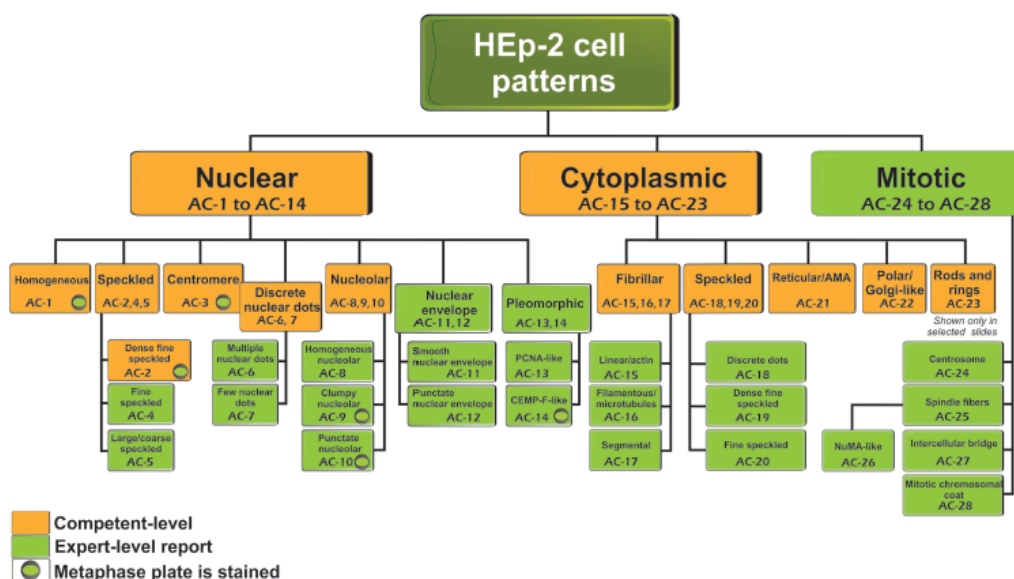 HEp-2 cell
patterns
Nuclear
AC-1 to AC-14
Cytoplasmic
AC-15 to AC-23
Mitotic
AC-24 to AC-28
Homogeneous
AC-1
Speckled
AC-2,4,5
Centromere
AC-3
Discrete
nuclear dots
AC-6, 7
Nucleolar
AC-8,9,10
Nuclear
envelope
AC-11,12
Pleomorphic
AC-13,14
Fibrillar
AC-15,16,17
Speckled
AC-18,19,20
Reticular/AMA
AC-21
Polar/
Golgi-like
AC-22
Rods and
rings
AC-23
Shown only in
selected slides
Dense fine
speckled
AC-2
Fine
speckled
AC-4
Large/coarse
speckled
AC-5
Multiple
nuclear dots
AC-6
Few nuclear
dots
AC-7
Homogeneous
nucleolar
AC-8
Clumpy
nucleolar
AC-9
Punctate
nucleolar
AC-10
Smooth
nuclear envelope
AC-11
Punctate
nuclear envelope
AC-12
PCNA-like
AC-13
CEMP-F-like
AC-14
Linear/actin
AC-15
Filamentous/
microtubules
AC-16
Segmental
AC-17
Discrete dots
AC-18
Dense fine
speckled
AC-19
Fine speckled
AC-20
Centrosome
AC-24
Spindle fibers
AC-25
NuMA-like
AC-26
Intercellular bridge
AC-27
Mitotic chromosomal
coat
AC-28
Competent-level
Expert-level report
Metaphase plate is stained